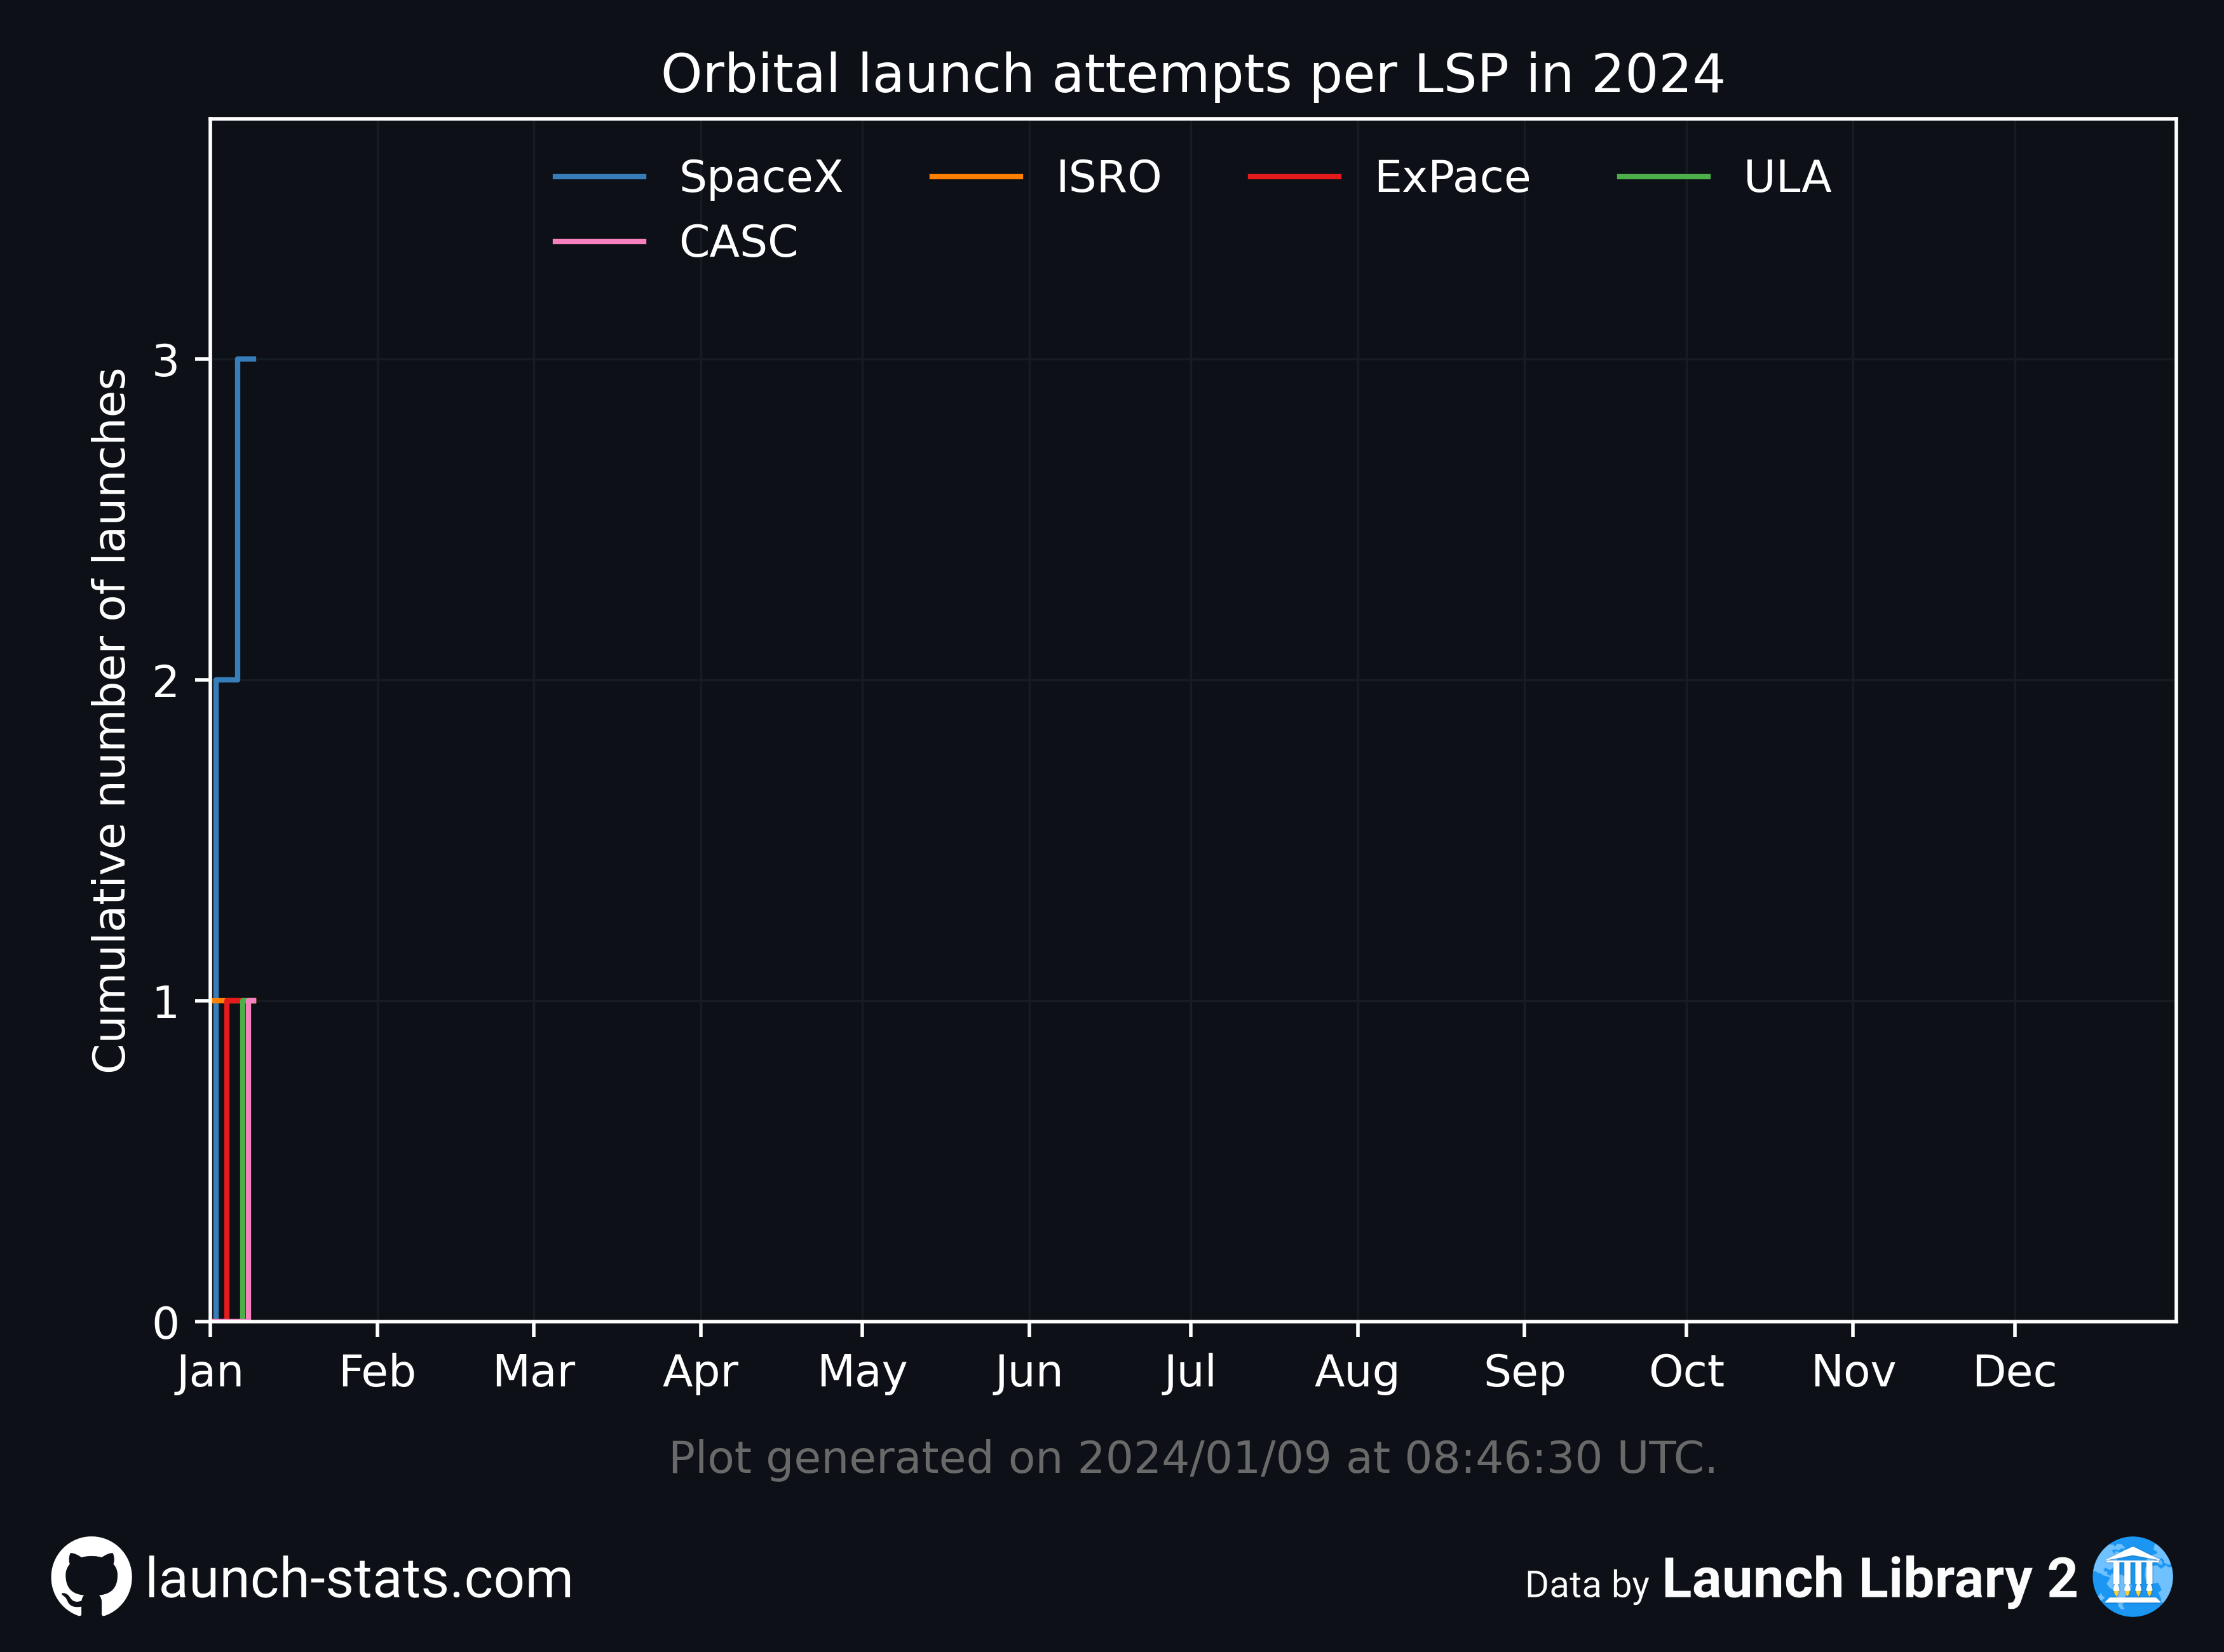 Orbital launch attempts per LSP in 2024
SpaceX ISRO ExPace ULA
CASC
Cumulative number of launches
3
2
1
0
Jan Feb Mar Apr May Jun Jul Aug Sep Oct Nov Dec
Plot generated on 2024/01/09 at 08:46:30 UTC.
launch-stats.com
Data by Launch Library 2